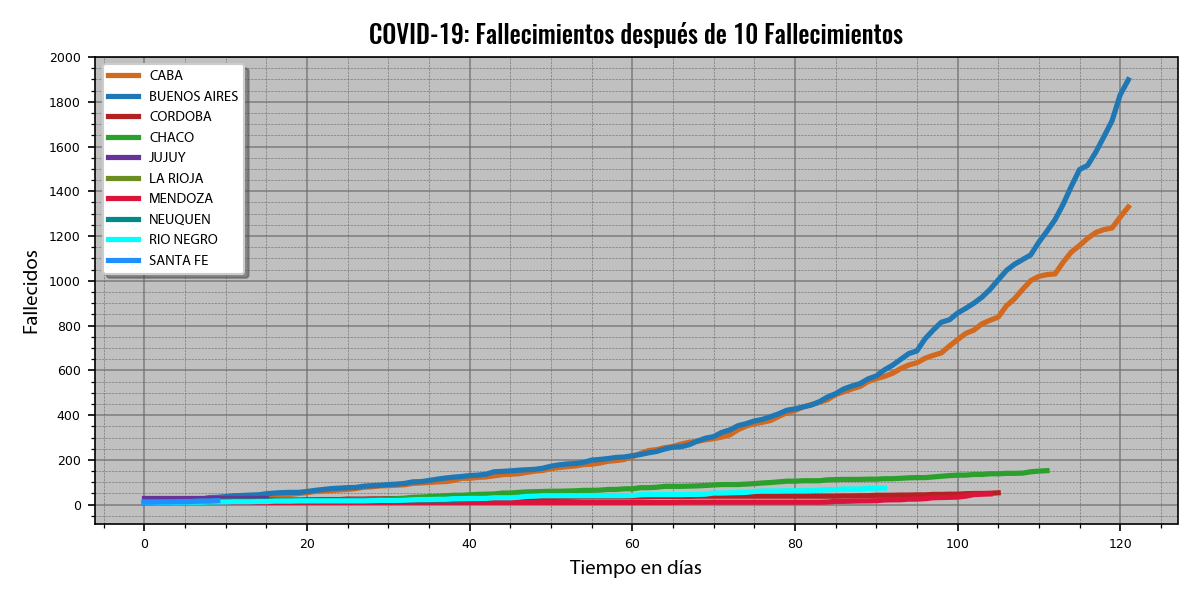 COVID-19: Fallecimientos después de 10 Fallecimientos
2000
1800
1600
1400
1200
1000
800
600
400
200
0
Fallecidos
CABA
BUENOS AIRES
CORDOBA
CHACO
JUJUY
LA RIOJA
MENDOZA
NEUQUEN
RIO NEGRO
SANTA FE
0 20 40 60 80 100 120
Tiempo en días